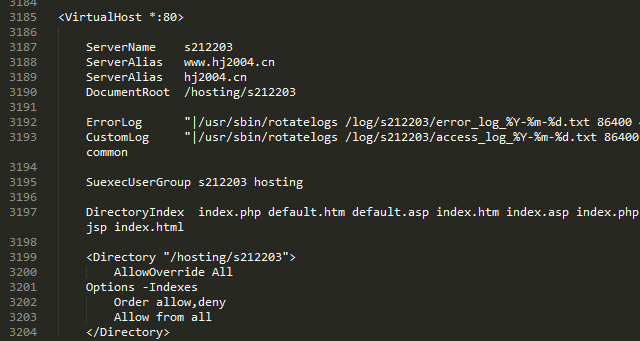 3184
3185 <VirtualHost *:80>
3186
3187 ServerName s212203
3188 ServerAlias www.hj2004.cn
3189 ServerAlias hj2004.cn
3190 DocumentRoot /hosting/s212203
3191
3192 ErrorLog "|/usr/sbin/rotatelogs /log/s212203/error_log_%Y-%m-%d.txt 86400
3193 CustomLog "|/usr/sbin/rotatelogs /log/s212203/access_log_%Y-%m-%d.txt 86400
common
3194
3195 SuexecUserGroup s212203 hosting
3196
3197 DirectoryIndex index.php default.htm default.asp index.htm index.asp index.php
jsp index.html
3198
3199 <Directory "/hosting/s212203">
3200 AllowOverride All
3201 Options -Indexes
3202 Order allow,deny
3203 Allow from all
3204 </Directory>